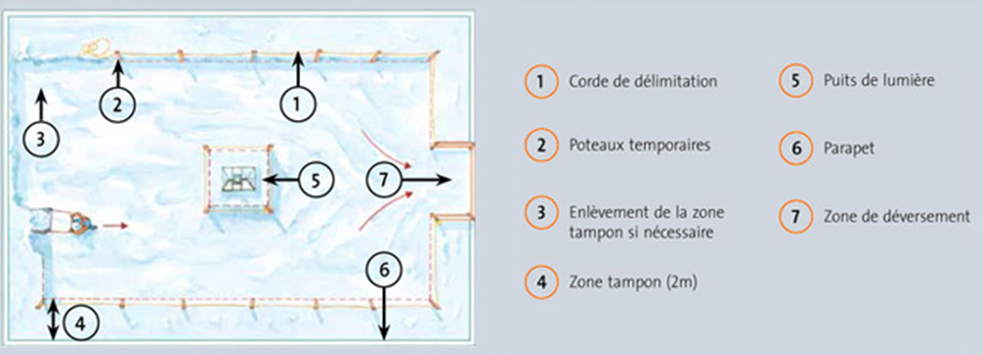 2
1
3
5
7
6
4
1 Corde de délimitation
2 Poteaux temporaires
3 Enlèvement de la zone
tampon si nécessaire
4 Zone tampon (2m)
5 Puits de lumière
6 Parapet
7 Zone de déversement